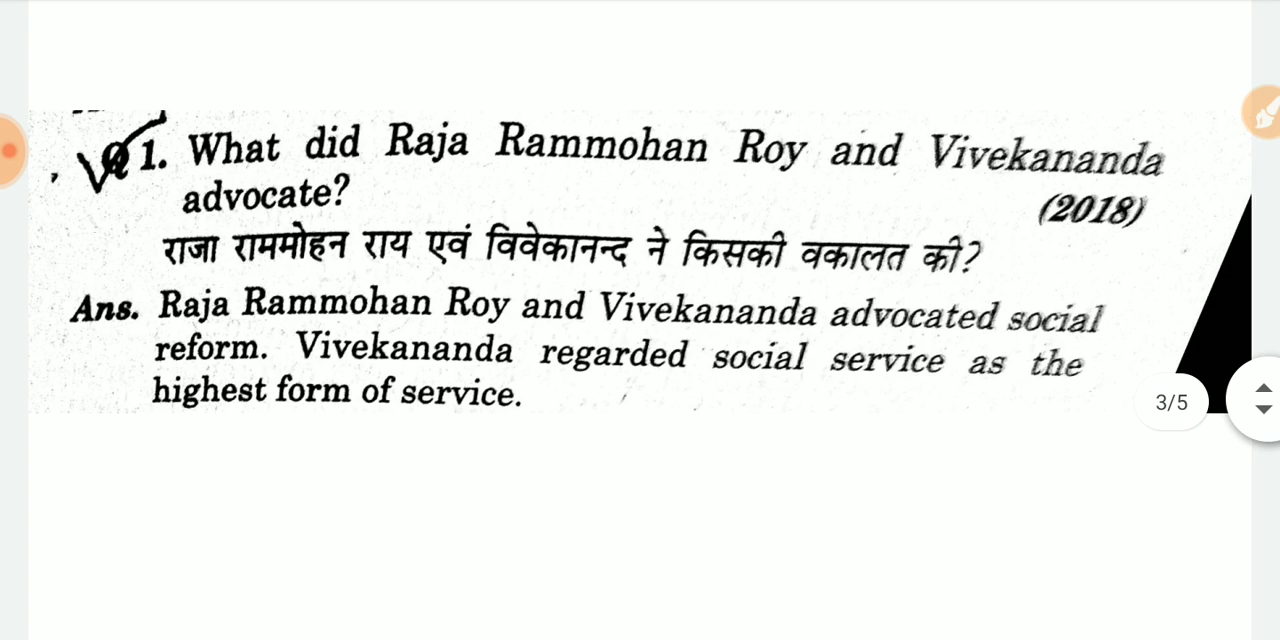 Q 1. What did Raja Rammohan Roy and Vivekananda
advocate? (2018)
राजा राममोहन राय एवं विवेकानन्द ने किसकी वकालत की?
Ans. Raja Rammohan Roy and Vivekananda advocated social
reform. Vivekananda regarded social service as the
highest form of service.
3/5